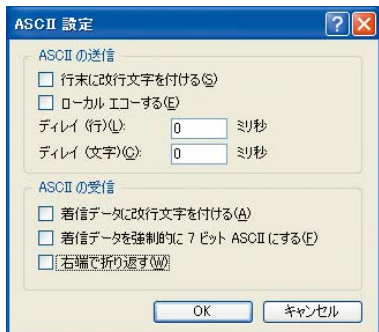 ASCII 設定
ASCII の送信
行末に改行文字を付ける(S)
ローカル エコーする(E)
ディレイ (行)(L): 0 ミリ秒
ディレイ (文字)(C): 0 ミリ秒
ASCII の受信
着信データに改行文字を付ける(A)
着信データを強制的に 7 ビット ASCII にする(F)
右端で折り返す(W)
OK キャンセル